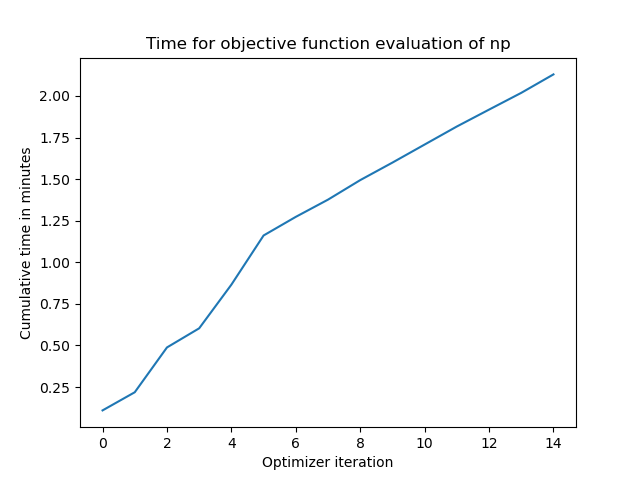 Time for objective function evaluation of np
2.00
1.75
1.50
1.25
1.00
0.75
0.50
0.25
Cumulative time in minutes
0 2 4 6 8 10 12 14
Optimizer iteration